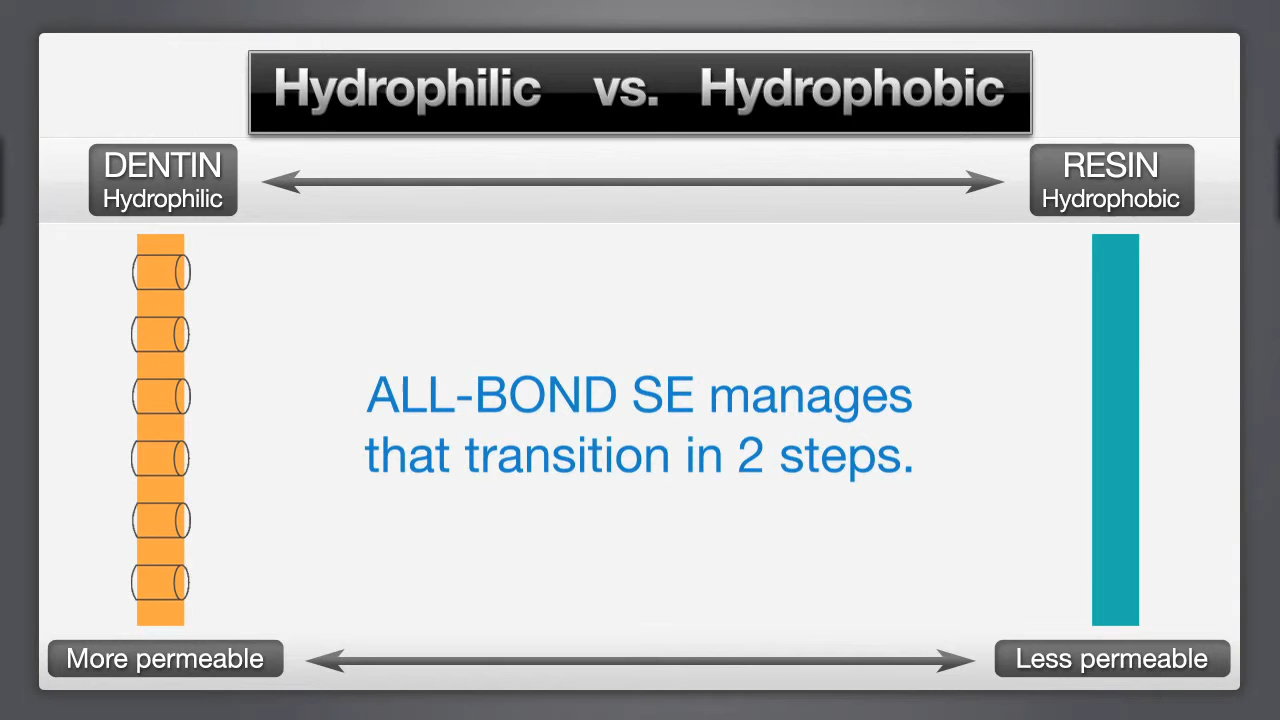 Hydrophilic vs. Hydrophobic
DENTIN
Hydrophilic
RESIN
Hydrophobic
ALL-BOND SE manages
that transition in 2 steps.
More permeable
Less permeable